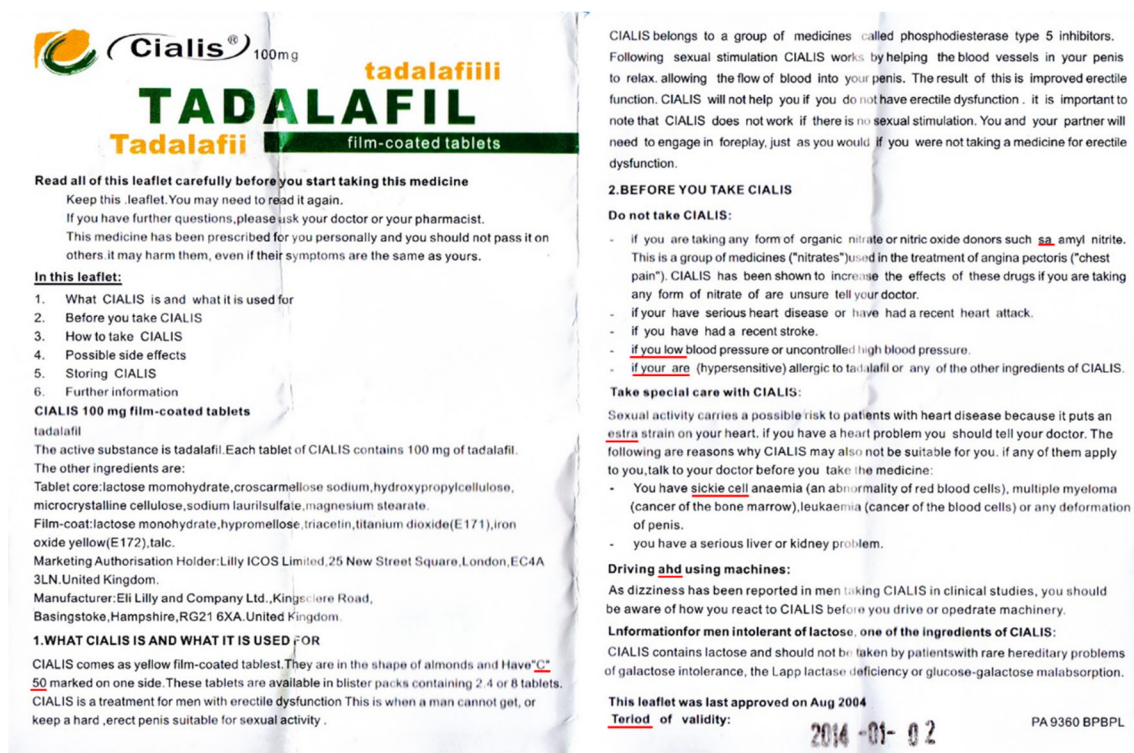 Cialis® 100mg
tadalafiili
TADALAFIL
Tadalafii
film-coated tablets
Read all of this leaflet carefully before you start taking this medicine
Keep this .leaflet.You may need to read it again.
If you have further questions,please ask your doctor or your pharmacist.
This medicine has been prescribed for you personally and you should not pass it on
others.it may harm them, even if their symptoms are the same as yours.
In this leaflet:
1. What CIALIS is and what it is used for
2. Before you take CIALIS
3. How to take CIALIS
4. Possible side effects
5. Storing CIALIS
6. Further information
CIALIS 100 mg film-coated tablets
tadalafil
The active substance is tadalafil.Each tablet of CIALIS contains 100 mg of tadalafil.
The other ingredients are:
Tablet core:lactose momohydrate,croscarmellose sodium,hydroxypropylcellulose,
microcrystalline cellulose,sodium laurilsulfate,magnesium stearate.
Film-coat:lactose monohydrate,hypromellose,triacetin,titanium dioxide(E171),iron
oxide yellow(E172),talc.
Marketing Authorisation Holder:Lilly ICOS Limited,25 New Street Square,London,EC4A
3LN.United Kingdom.
Manufacturer:Eli Lilly and Company Ltd.,Kingsclere Road,
Basingstoke,Hampshire,RG21 6XA.United Kingdom.
1.WHAT CIALIS IS AND WHAT IT IS USED FOR
CIALIS comes as yellow film-coated tablest.They are in the shape of almonds and Have"C"
50 marked on one side.These tablets are available in blister packs containing 2.4 or 8 tablets.
CIALIS is a treatment for men with erectile dysfunction This is when a man cannot get, or
keep a hard ,erect penis suitable for sexual activity .
CIALIS belongs to a group of medicines called phosphodiesterase type 5 inhibitors.
Following sexual stimulation CIALIS works by helping the blood vessels in your penis
to relax. allowing the flow of blood into your penis. The result of this is improved erectile
function. CIALIS will not help you if you do not have erectile dysfunction . it is important to
note that CIALIS does not work if there is no sexual stimulation. You and your partner will
need to engage in foreplay, just as you would if you were not taking a medicine for erectile
dysfunction.
2.BEFORE YOU TAKE CIALIS
Do not take CIALIS:
- if you are taking any form of organic nitrate or nitric oxide donors such sa amyl nitrite.
This is a group of medicines ("nitrates")used in the treatment of angina pectoris ("chest
pain"). CIALIS has been shown to increase the effects of these drugs if you are taking
any form of nitrate of are unsure tell your doctor.
- if your have serious heart disease or have had a recent heart attack.
- if you have had a recent stroke.
- if you low blood pressure or uncontrolled high blood pressure.
- if your are (hypersensitive) allergic to tadalafil or any of the other ingredients of CIALIS.
Take special care with CIALIS:
Sexual activity carries a possible risk to patients with heart disease because it puts an
estra strain on your heart. if you have a heart problem you should tell your doctor. The
following are reasons why CIALIS may also not be suitable for you. if any of them apply
to you,talk to your doctor before you take the medicine:
- You have sickie cell anaemia (an abnormality of red blood cells), multiple myeloma
(cancer of the bone marrow),leukaemia (cancer of the blood cells) or any deformation
of penis.
- you have a serious liver or kidney problem.
Driving ahd using machines:
As dizziness has been reported in men taking CIALIS in clinical studies, you should
be aware of how you react to CIALIS before you drive or opedrate machinery.
Lnformationfor men intolerant of lactose, one of the ingredients of CIALIS:
CIALIS contains lactose and should not be taken by patientswith rare hereditary problems
of galactose intolerance, the Lapp lactase deficiency or glucose-galactose malabsorption.
This leaflet was last approved on Aug 2004
Teriod of validity: 2014-01-02 PA 9360 BPBPL